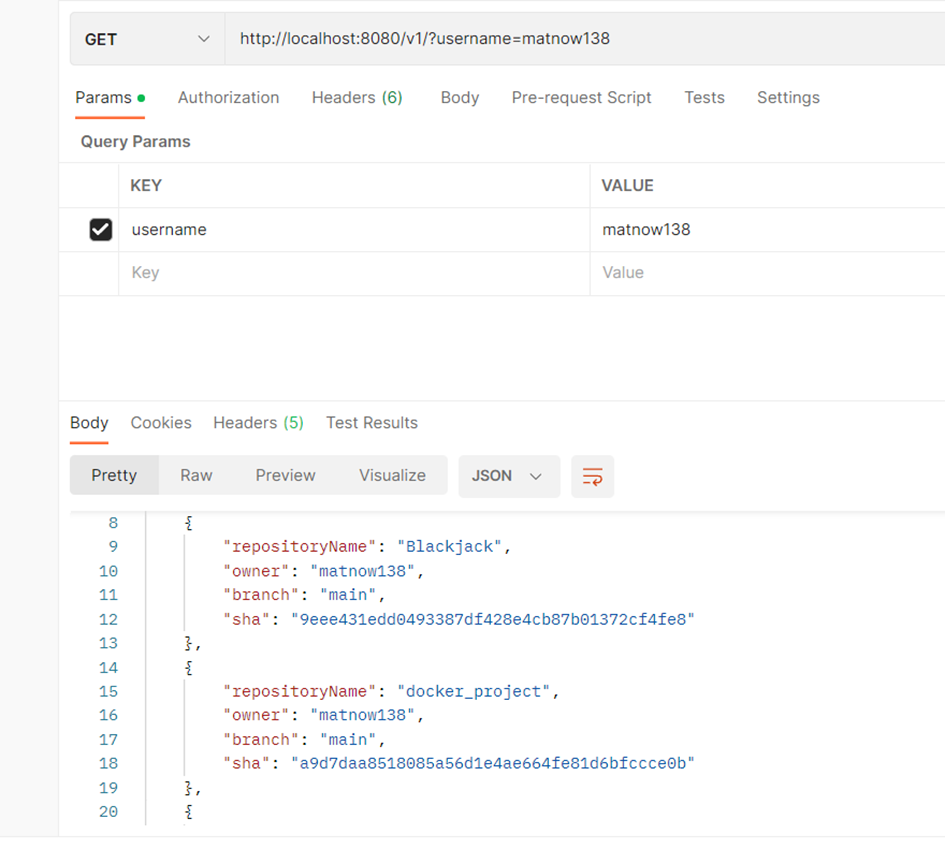 GET http://localhost:8080/v1/?username=matnow138
Params Authorization Headers (6) Body Pre-request Script Tests Settings
Query Params
KEY VALUE
username matnow138
Key Value
Body Cookies Headers (5) Test Results
Pretty Raw Preview Visualize JSON
8 {
9 "repositoryName": "Blackjack",
10 "owner": "matnow138",
11 "branch": "main",
12 "sha": "9eee431edd0493387df428e4cb87b01372cf4fe8"
13 },
14 {
15 "repositoryName": "docker_project",
16 "owner": "matnow138",
17 "branch": "main",
18 "sha": "a9d7daa8518085a56d1e4ae664fe81d6bfccce0b"
19 },
20 {